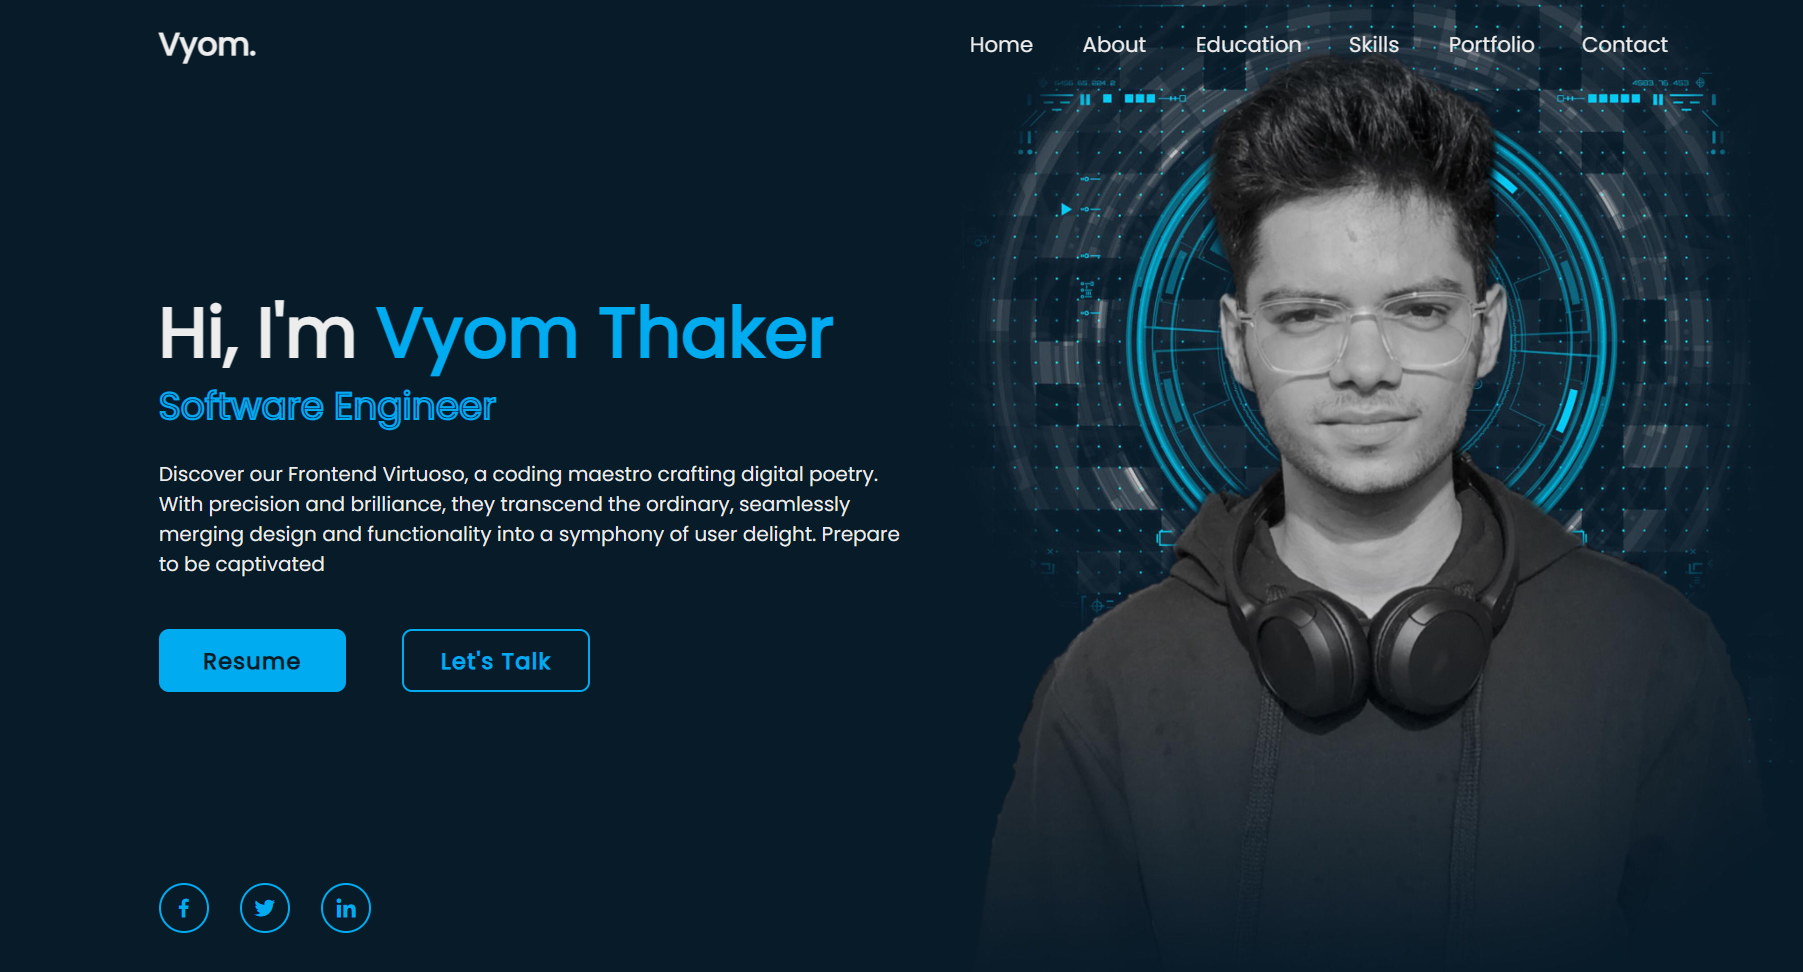 Vyom.
Home About Education Skills Portfolio Contact
Hi, I'm Vyom Thaker
Software Engineer
Discover our Frontend Virtuoso, a coding maestro crafting digital poetry.
With precision and brilliance, they transcend the ordinary, seamlessly
merging design and functionality into a symphony of user delight. Prepare
to be captivated
Resume
Let's Talk